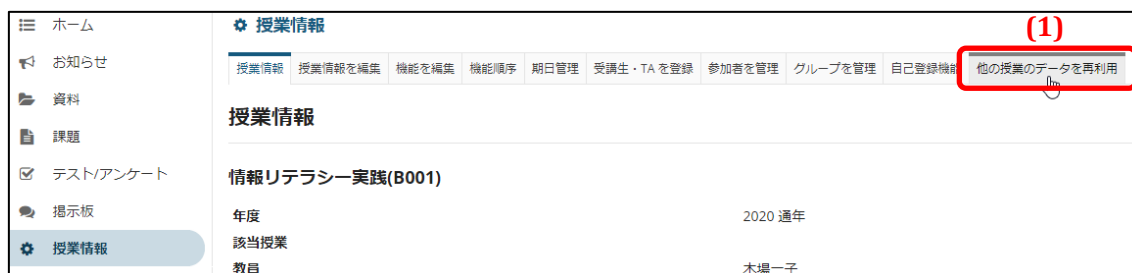 ホーム
お知らせ
資料
課題
テスト/アンケート
掲示板
授業情報
授業情報
(1)
授業情報 授業情報を編集 機能を編集 機能順序 期日管理 受講生・TA を登録 参加者を管理 グループを管理 自己登録機能 他の授業のデータを再利用
授業情報
情報リテラシー実践(B001)
年度 2020 通年
該当授業
教員 木場一子